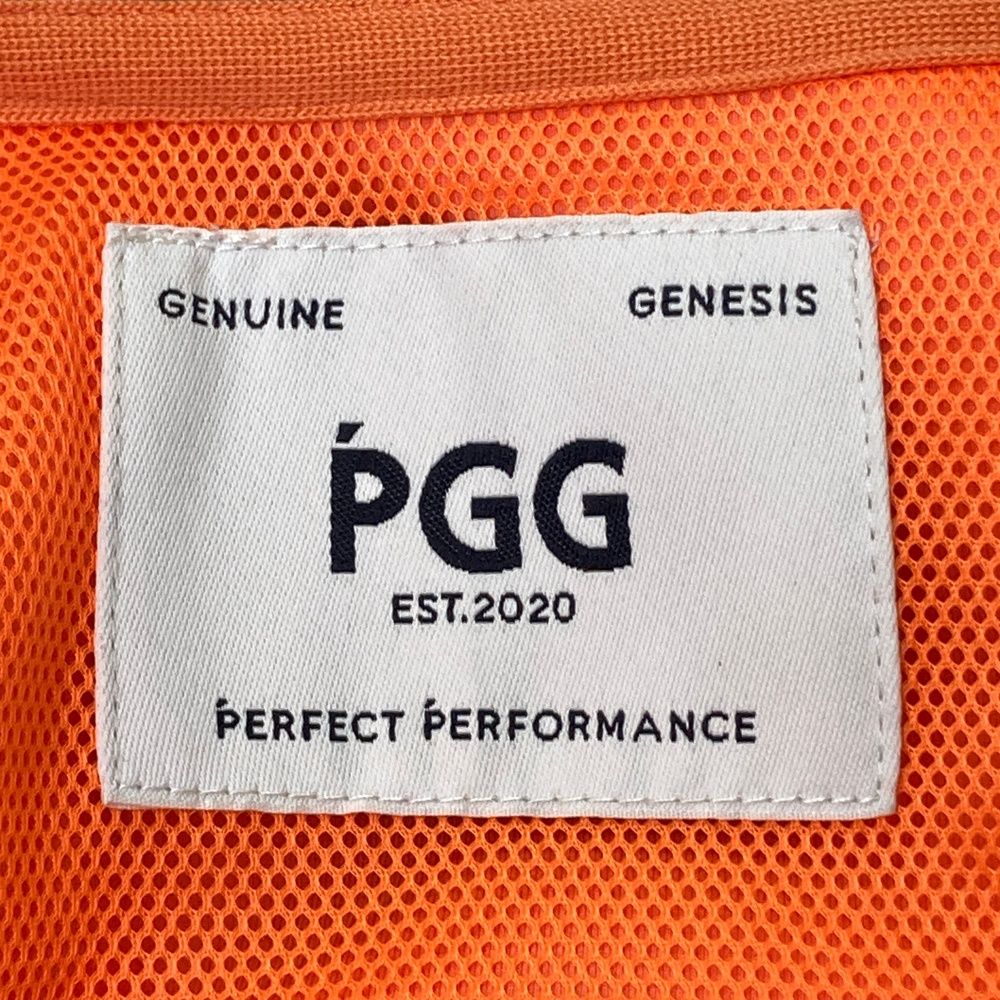 GENUINE GENESIS
ṔGG
EST.2020
ṔERFECT ṔERFORMANCE